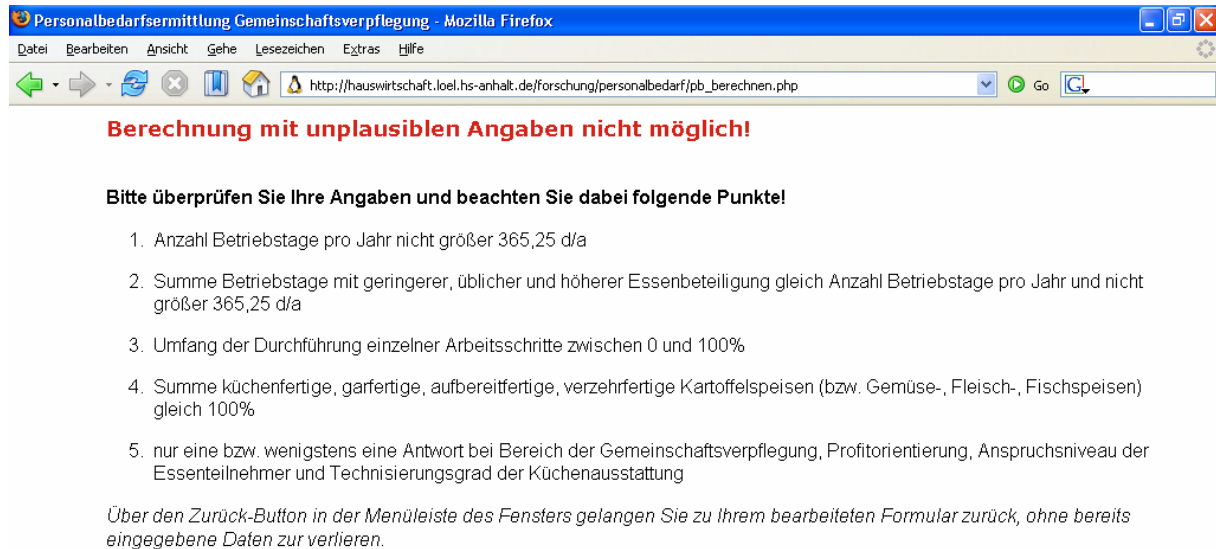 Personalbedarfsermittlung Gemeinschaftsverpflegung - Mozilla Firefox
Datei Bearbeiten Ansicht Gehe Lesezeichen Extras Hilfe
http://hauswirtschaft.loel.hs-anhalt.de/forschung/personalbedarf/pb_berechnen.php Go G
Berechnung mit unplausiblen Angaben nicht möglich!
Bitte überprüfen Sie Ihre Angaben und beachten Sie dabei folgende Punkte!
1. Anzahl Betriebstage pro Jahr nicht größer 365,25 d/a
2. Summe Betriebstage mit geringerer, üblicher und höherer Essenbeteiligung gleich Anzahl Betriebstage pro Jahr und nicht
größer 365,25 d/a
3. Umfang der Durchführung einzelner Arbeitsschritte zwischen 0 und 100%
4. Summe küchenfertige, garfertige, aufbereitfertige, verzehrfertige Kartoffelspeisen (bzw. Gemüse-, Fleisch-, Fischspeisen)
gleich 100%
5. nur eine bzw. wenigstens eine Antwort bei Bereich der Gemeinschaftsverpflegung, Profitorientierung, Anspruchsniveau der
Essenteilnehmer und Technisierungsgrad der Küchenausstattung
Über den Zurück-Button in der Menüleiste des Fensters gelangen Sie zu Ihrem bearbeiteten Formular zurück, ohne bereits
eingegebene Daten zur verlieren.